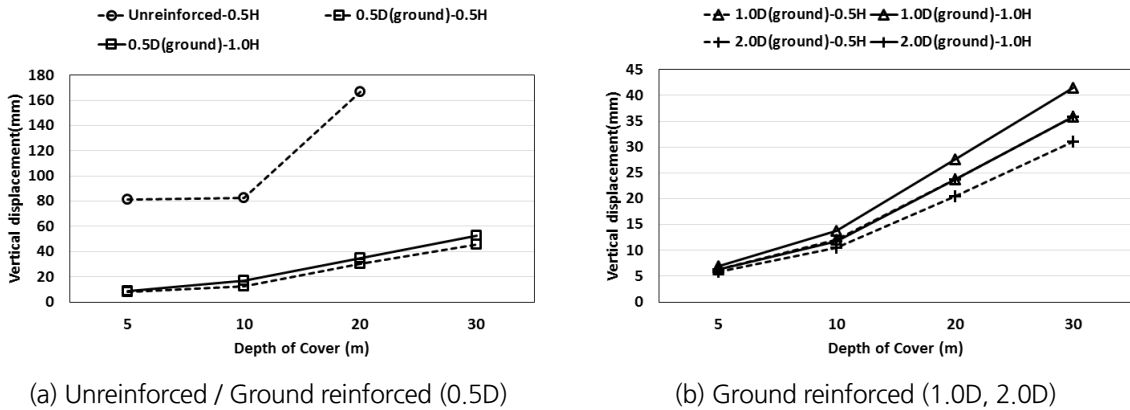 Unreinforced-0.5H
0.5D(ground)-0.5H
0.5D(ground)-1.0H
Vertical displacement(mm)
180
160
140
120
100
80
60
40
20
0
5
10
20
30
Depth of Cover (m)
(a) Unreinforced / Ground reinforced (0.5D)
1.0D(ground)-0.5H
1.0D(ground)-1.0H
2.0D(ground)-0.5H
2.0D(ground)-1.0H
Vertical displacement(mm)
45
40
35
30
25
20
15
10
5
0
5
10
20
30
Depth of Cover (m)
(b) Ground reinforced (1.0D, 2.0D)